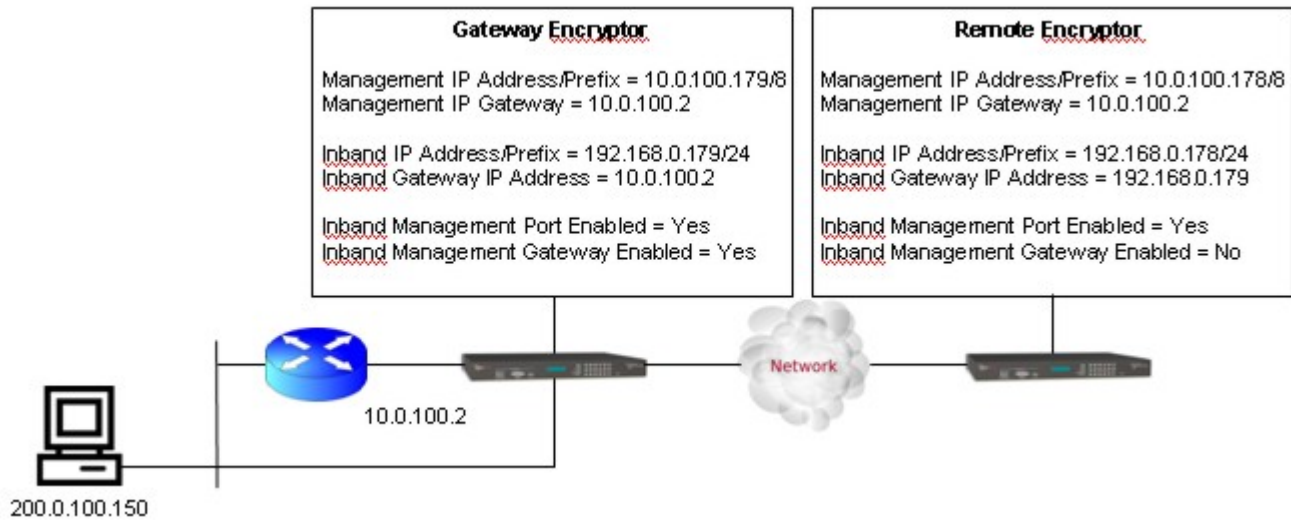 Gateway Encryptor
Management IP Address/Prefix = 10.0.100.179/8
Management IP Gateway = 10.0.100.2
Inband IP Address/Prefix = 192.168.0.179/24
Inband Gateway IP Address = 10.0.100.2
Inband Management Port Enabled = Yes
Inband Management Gateway Enabled = Yes
Remote Encryptor
Management IP Address/Prefix = 10.0.100.178/8
Management IP Gateway = 10.0.100.2
Inband IP Address/Prefix = 192.168.0.178/24
Inband Gateway IP Address = 192.168.0.179
Inband Management Port Enabled = Yes
Inband Management Gateway Enabled = No
Network
10.0.100.2
200.0.100.150